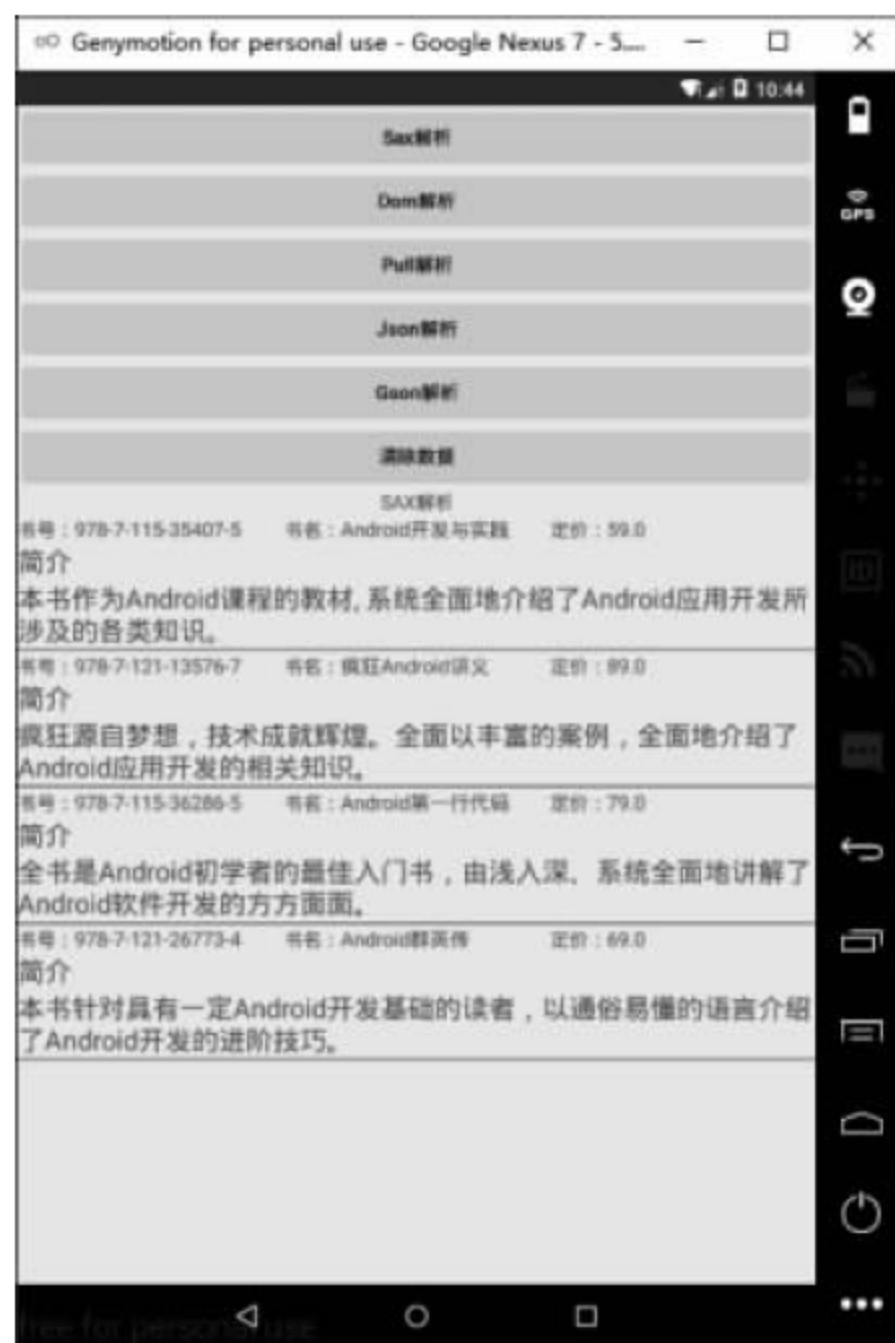 Genymotion for personal use - Google Nexus 7 - 5....
10:44
Sax解析
Dom解析
GPS
Pull解析
Json解析
Gson解析
清除数据
SAX解析
书号：978-7-115-35407-5 书名：Android开发与实践 定价：59.0
简介
本书作为Android课程的教材,系统全面地介绍了Android应用开发所
涉及的各类知识。
书号：978-7-121-13576-7 书名：疯狂Android讲义 定价：89.0
简介
疯狂源自梦想，技术成就辉煌。全面以丰富的案例，全面地介绍了
Android应用开发的相关知识。
书号：978-7-115-36286-5 书名：Android第一行代码 定价：79.0
简介
全书是Android初学者的最佳入门书，由浅入深、系统全面地讲解了
Android软件开发的方方面面。
书号：978-7-121-26773-4 书名：Android群英传 定价：69.0
简介
本书针对具有一定Android开发基础的读者，以通俗易懂的语言介绍
了Android开发的进阶技巧。
free for personal use